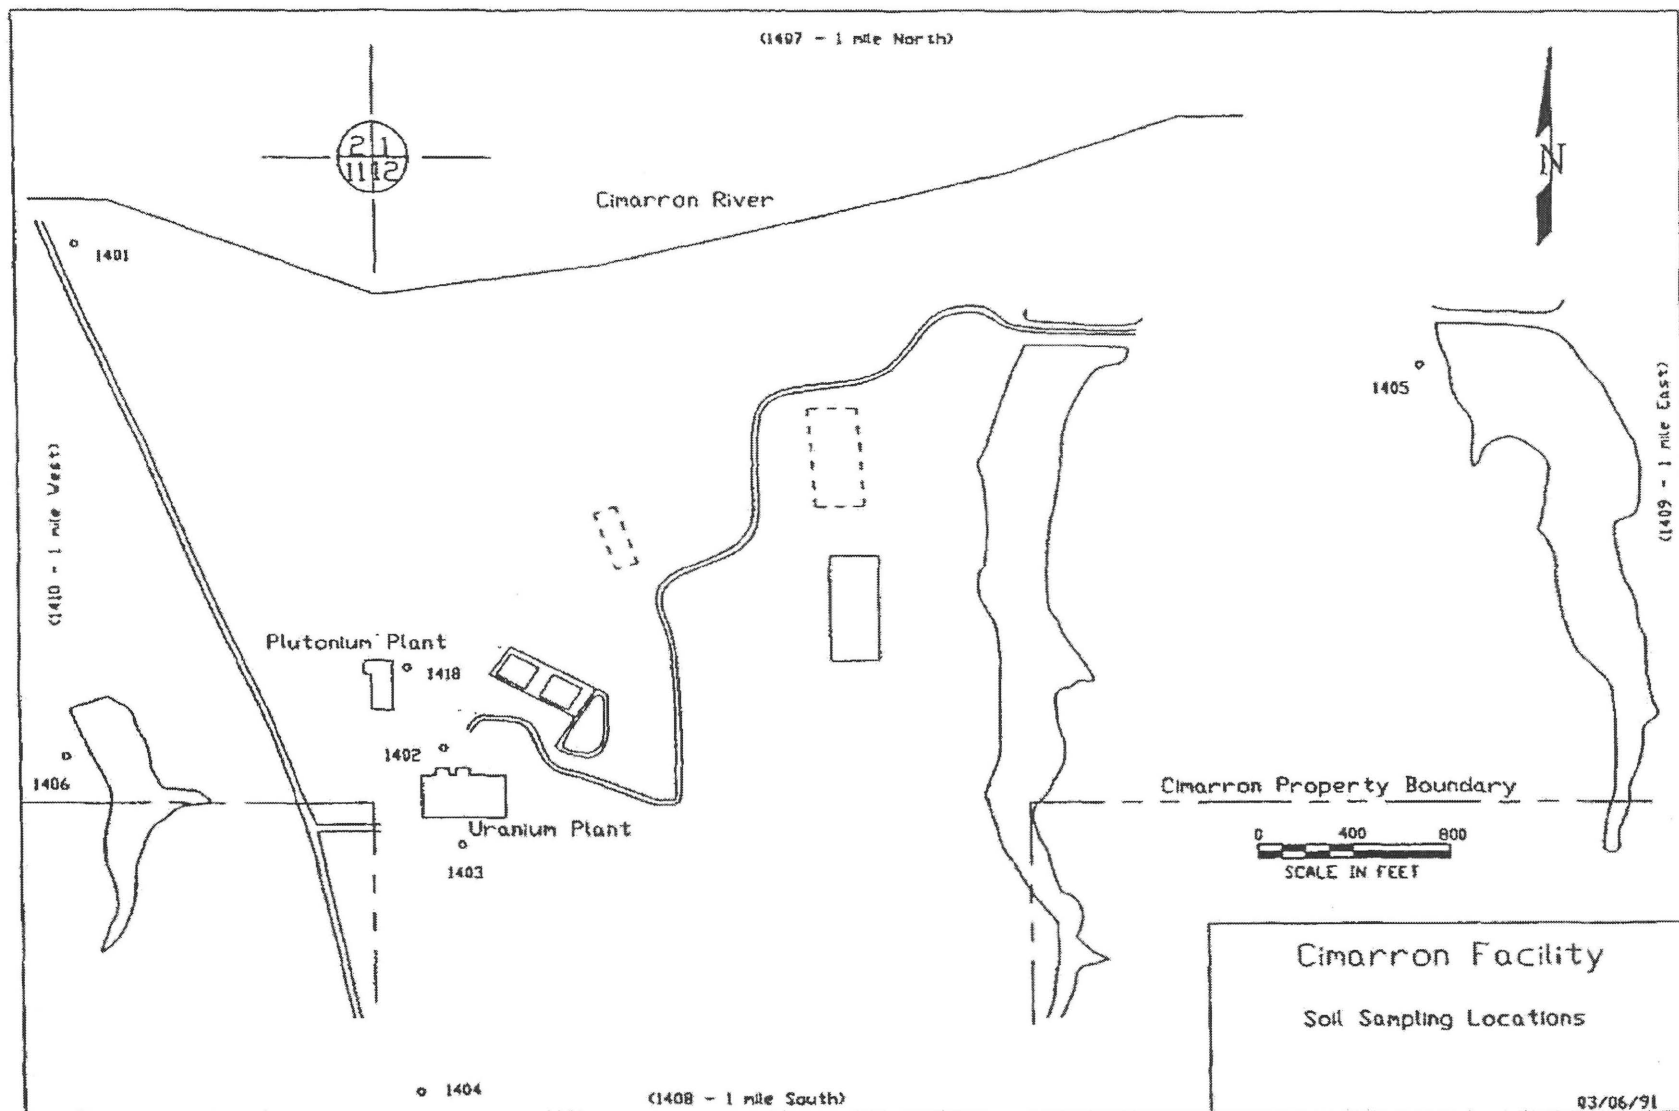 (1407 - 1 mile North)
2 1
11 12
N
Cimarron River
1401
1405
(1409 - 1 mile East)
(1410 - 1 mile West)
Plutonium Plant
1418
1402
1406
Cimarron Property Boundary
Uranium Plant
0 400 800
SCALE IN FEET
1403
Cimarron Facility
Soil Sampling Locations
1404
(1408 - 1 mile South)
03/06/91